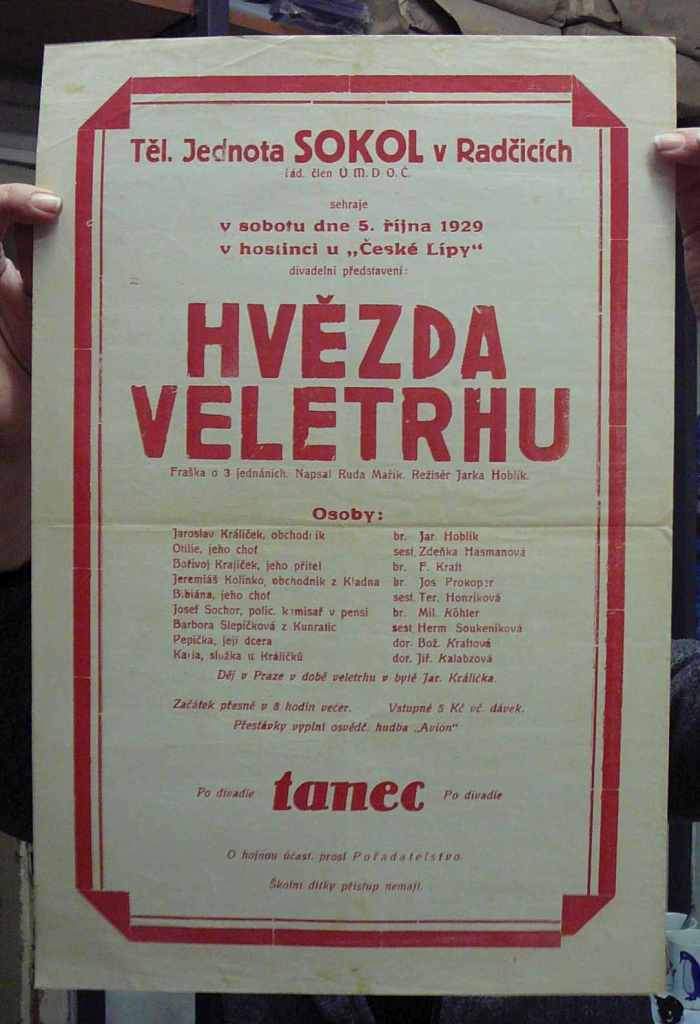 Těl. Jednota SOKOL v Radčicích
řád. člen Ú M. D. O. Č.
sehraje
v sobotu dne 5. října 1929
v hostinci u „České Lípy“
divadelní představení:
HVĚZDA
VELETRHU
Fraška o 3 jednáních. Napsal Ruda Mařík. Režisér Jarka Hoblík.
Osoby:
Jaroslav Králíček, obchodník br. Jar. Hoblík
Otilie, jeho choť sest. Zdeňka Hasmanová
Bořivoj Krajíček, jeho přítel br. F. Kraft
Jeremiáš Kolínko, obchodník z Kladna br. Jos Prokoper
Bibiána, jeho choť sest. Ter. Honzíková
Josef Sochor, polic. komisař v pensi br. Mil. Köhler
Barbora Slepičková z Kunratic sest. Herm Soukeníková
Pepička, její dcera dor. Bož. Kraftová
Kača, služka u Králíčků dor. Jiř. Kalabzová
Děj v Praze v době veletrhu v bytě Jar. Králíčka.
Začátek přesně v 8 hodin večer. Vstupné 5 Kč vč. dávek.
Přestávky vyplní osvědč. hudba „Avion“
Po divadle tanec Po divadle
O hojnou účast. prosí Pořadatelstvo.
Školní dítky přístup nemají.